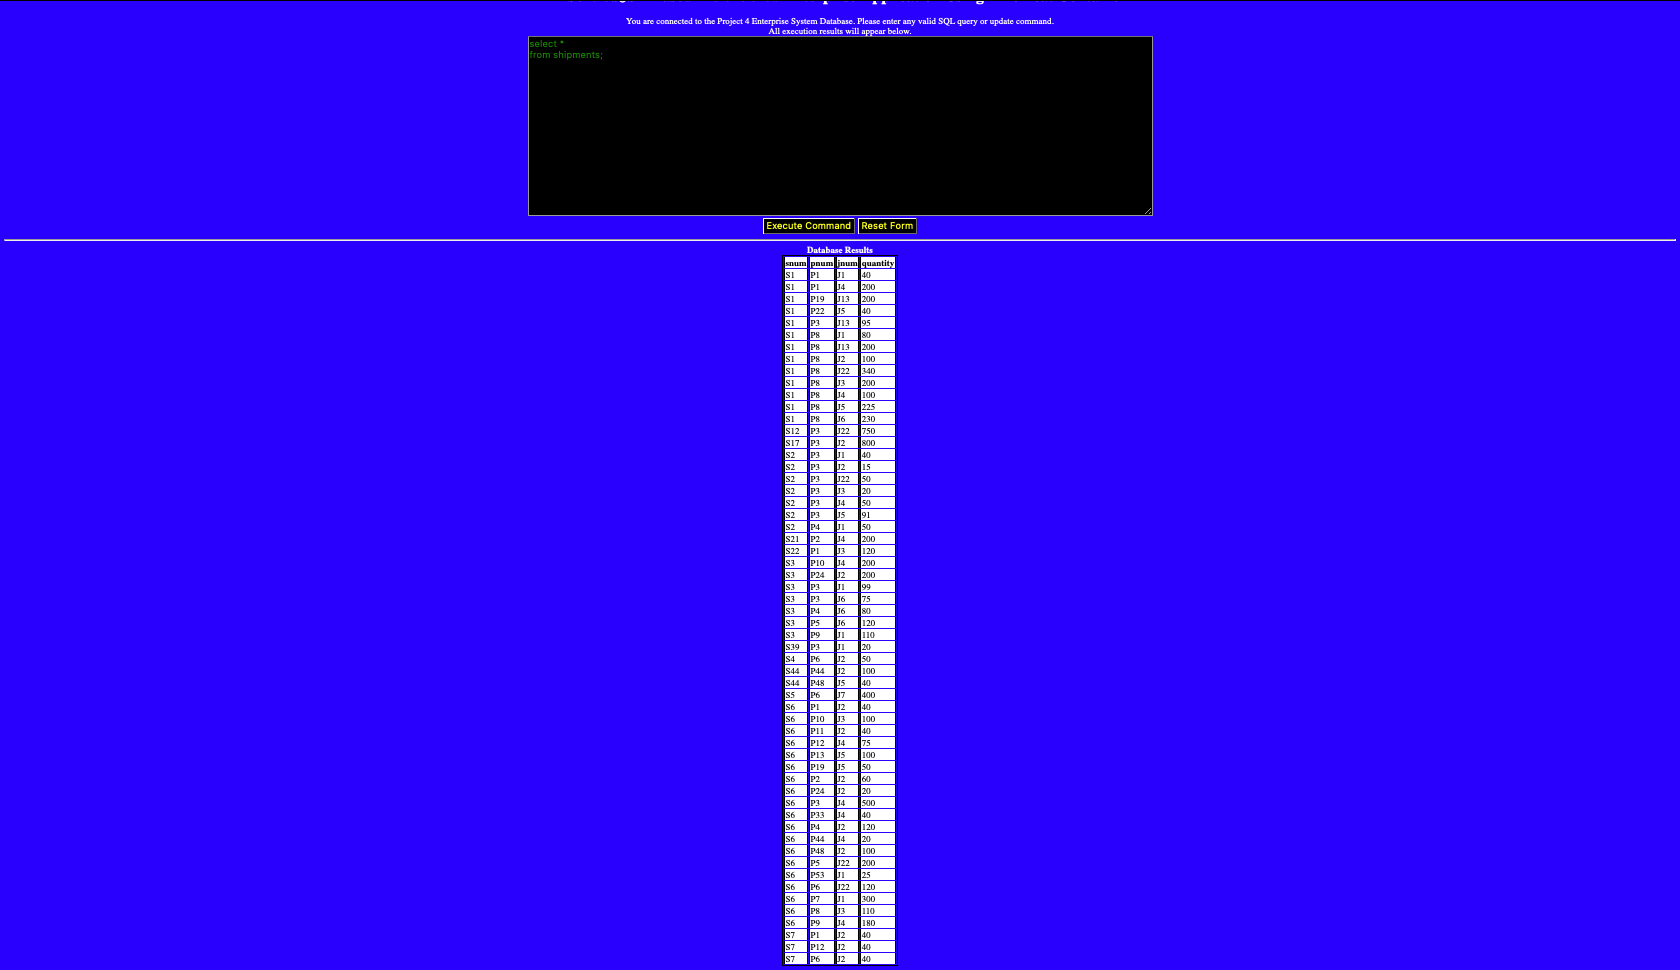 You are connected to the Project 4 Enterprise System Database. Please enter any valid SQL query or update command.
All execution results will appear below.
select *
from shipments;
Execute Command Reset Form
Database Results
snum pnum jnum quantity
S1 P1 J1 40
S1 P1 J4 200
S1 P19 J13 200
S1 P22 J5 40
S1 P3 J13 95
S1 P8 J1 80
S1 P8 J13 200
S1 P8 J2 100
S1 P8 J22 340
S1 P8 J3 200
S1 P8 J4 100
S1 P8 J5 225
S1 P8 J6 230
S12 P3 J22 750
S17 P3 J2 800
S2 P3 J1 40
S2 P3 J2 15
S2 P3 J22 50
S2 P3 J3 20
S2 P3 J4 50
S2 P3 J5 91
S2 P4 J1 50
S21 P2 J4 200
S22 P1 J3 120
S3 P10 J4 200
S3 P24 J2 200
S3 P3 J1 99
S3 P3 J6 75
S3 P4 J6 80
S3 P5 J6 120
S3 P9 J1 110
S39 P3 J1 20
S4 P6 J2 50
S44 P44 J2 100
S44 P48 J5 40
S5 P6 J7 400
S6 P1 J2 40
S6 P10 J3 100
S6 P11 J2 40
S6 P12 J4 75
S6 P13 J5 100
S6 P19 J5 50
S6 P2 J2 60
S6 P24 J2 20
S6 P3 J4 500
S6 P33 J4 40
S6 P4 J2 120
S6 P44 J4 20
S6 P48 J2 100
S6 P5 J22 200
S6 P53 J1 25
S6 P6 J22 120
S6 P7 J1 300
S6 P8 J3 110
S6 P9 J4 180
S7 P1 J2 40
S7 P12 J2 40
S7 P6 J2 40